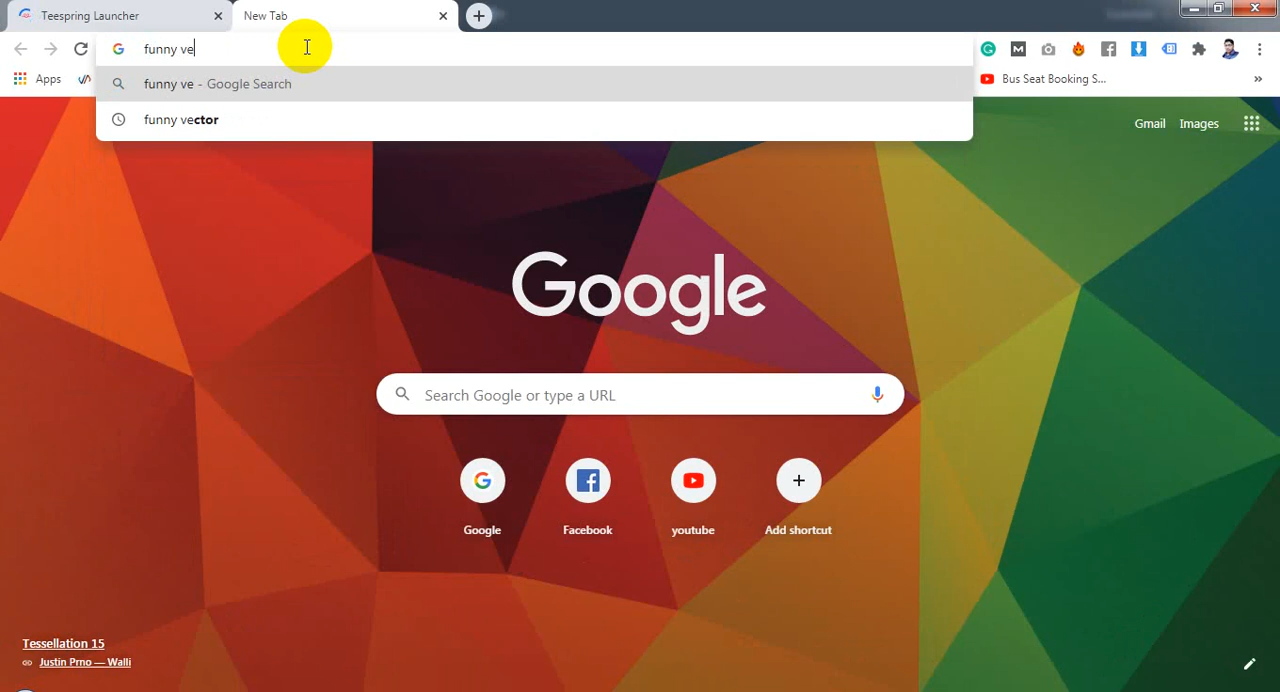 Teespring Launcher
New Tab
funny ve
Apps
Bus Seat Booking S...
funny ve - Google Search
funny vector
Gmail Images
Google
Search Google or type a URL
Google Facebook youtube Add shortcut
Tessellation 15
Justin Prno — Walli